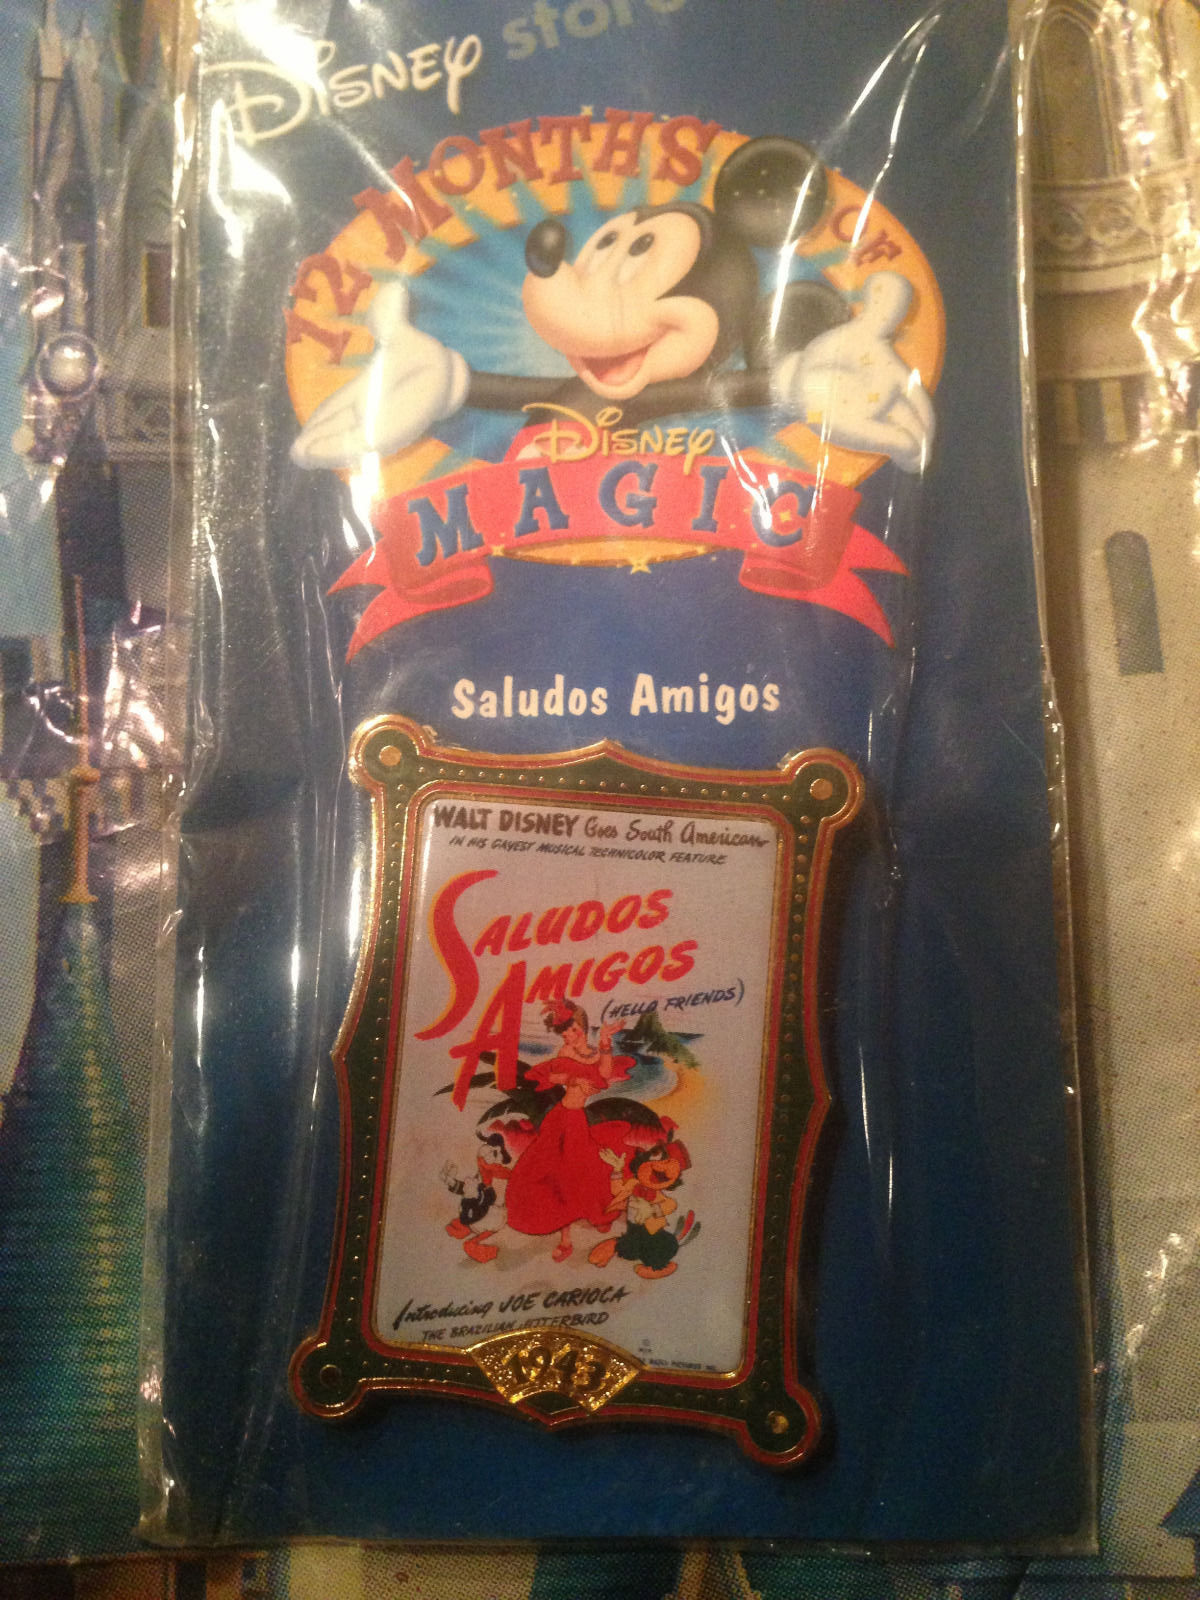 Disney store
12 MONTHS OF
Disney
MAGIC
Saludos Amigos
WALT DISNEY Goes South American
IN HIS GAYEST MUSICAL TECHNICOLOR FEATURE
SALUDOS
AMIGOS
(HELLO FRIENDS)
Introducing JOE CARIOCA
THE BRAZILIAN JITTERBIRD
1943